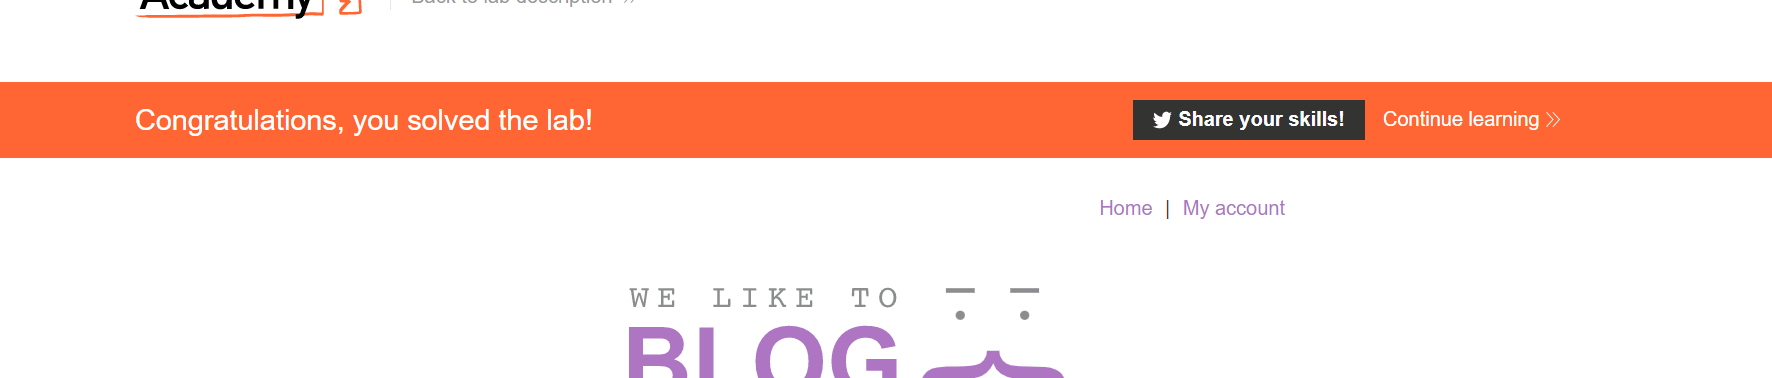 Academy
Back to lab description
Congratulations, you solved the lab!
Share your skills!
Continue learning
Home | My account
WE LIKE TO
BLOG